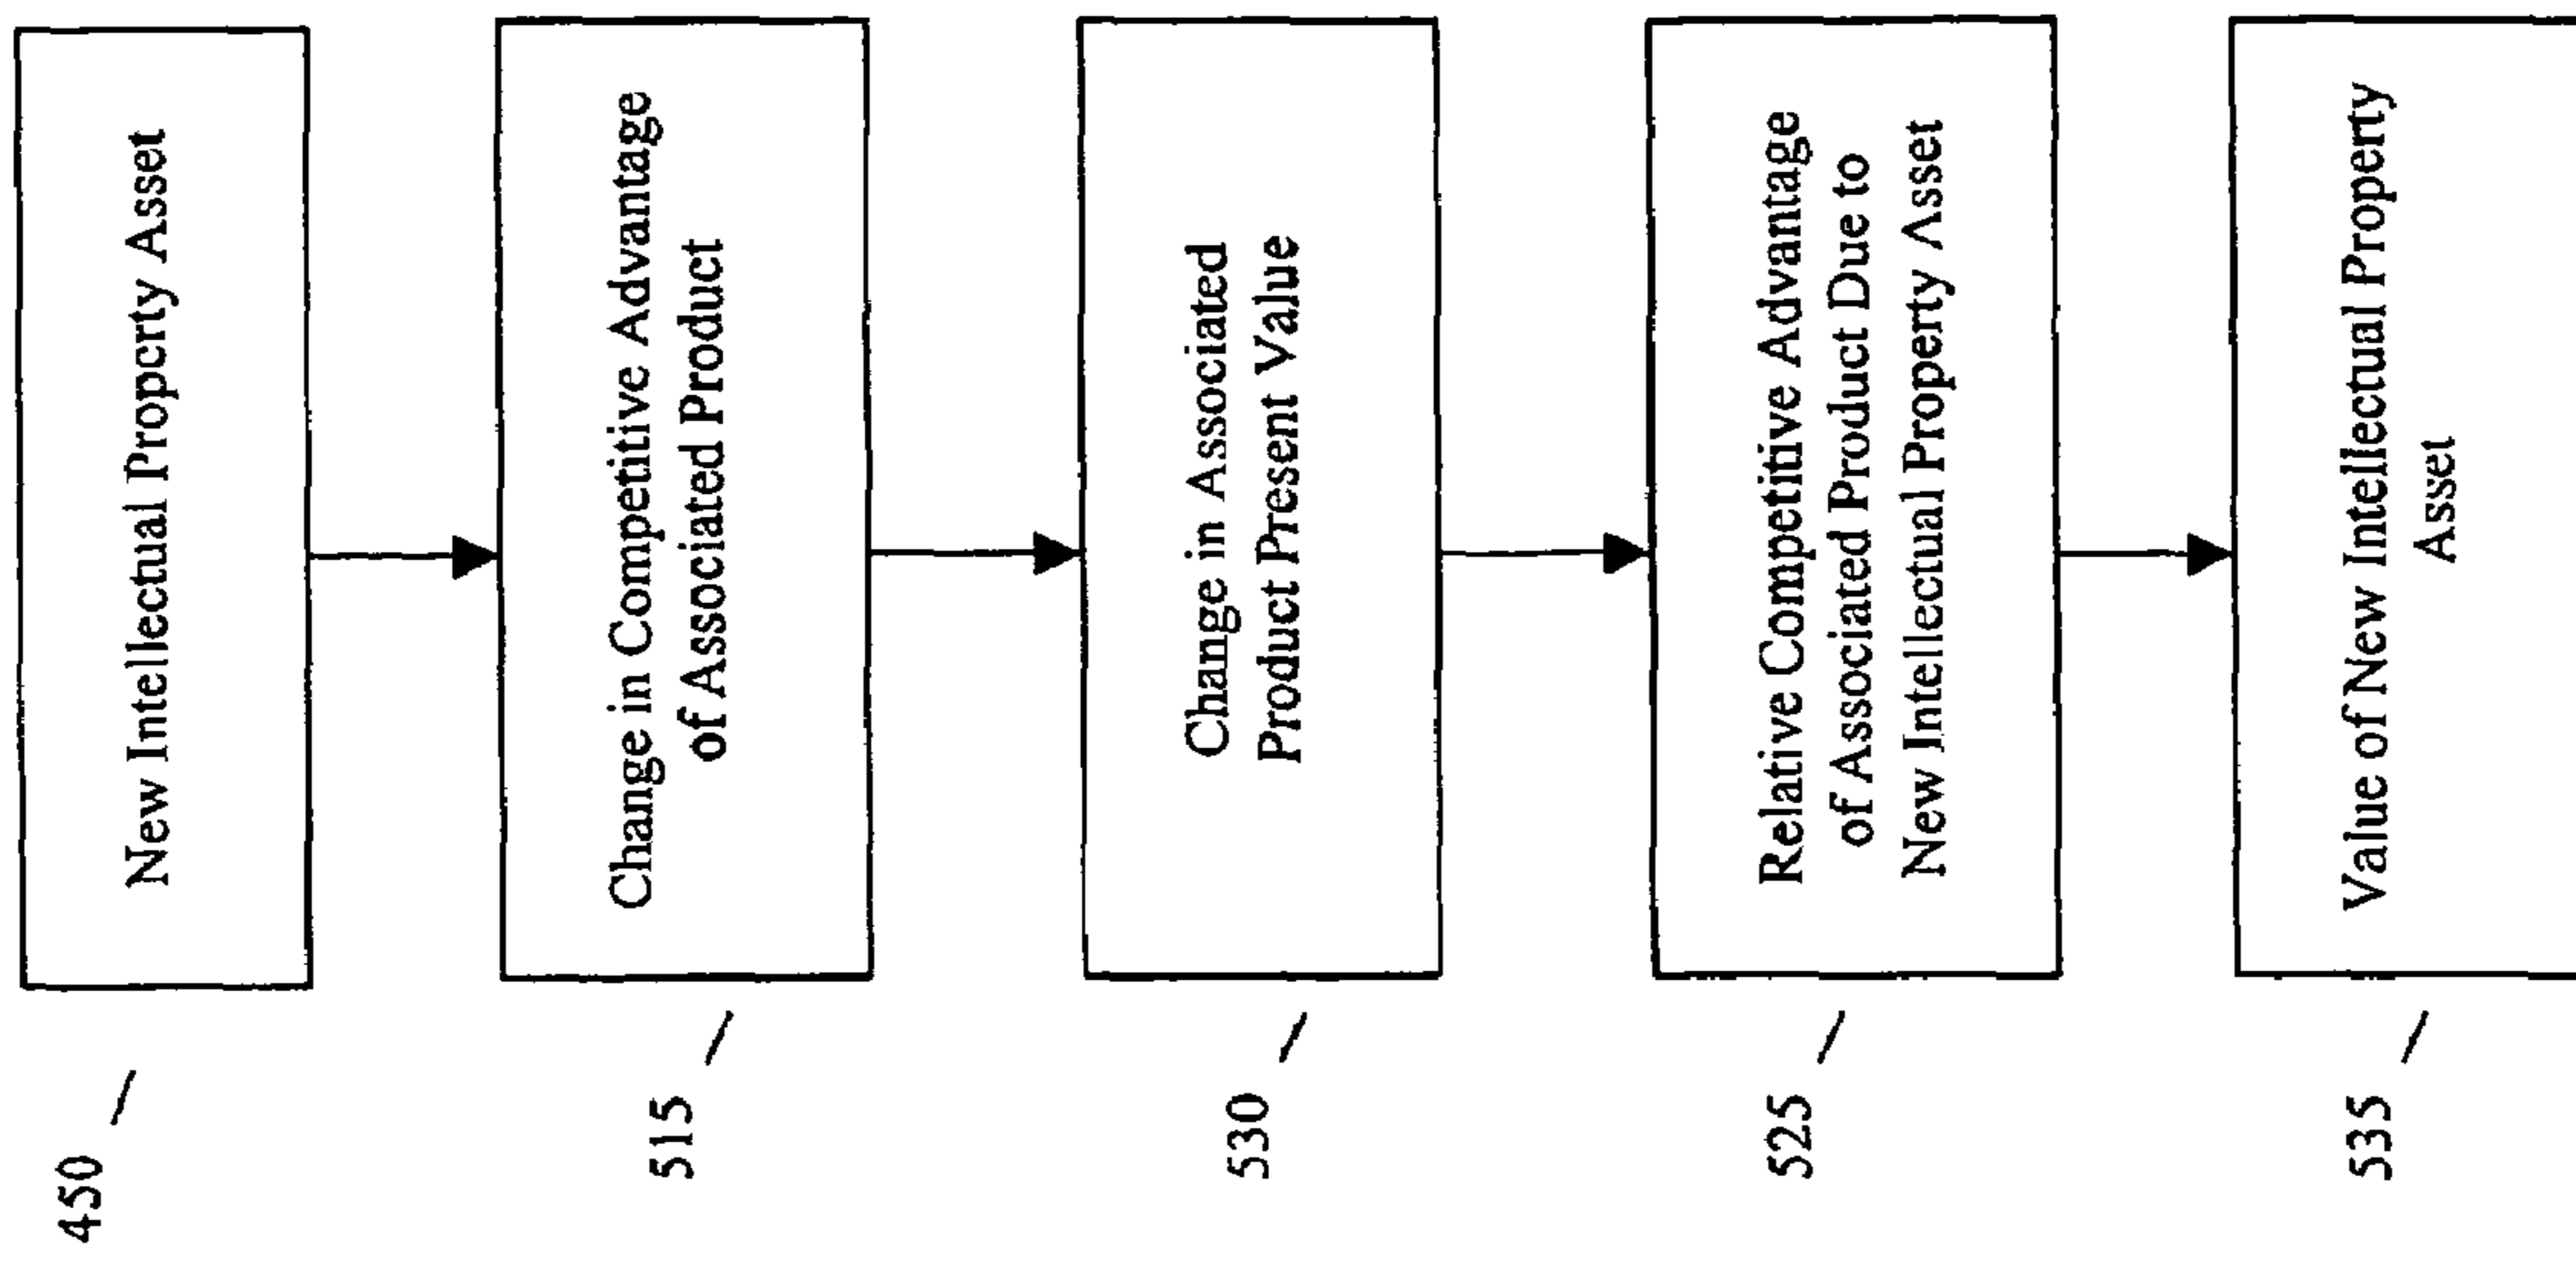 450
New Intellectual Property Asset
515
Change in Competitive Advantage
of Associated Product
530
Change in Associated
Product Present Value
525
Relative Competitive Advantage
of Associated Product Due to
New Intellectual Property Asset
535
Value of New Intellectual Property
Asset